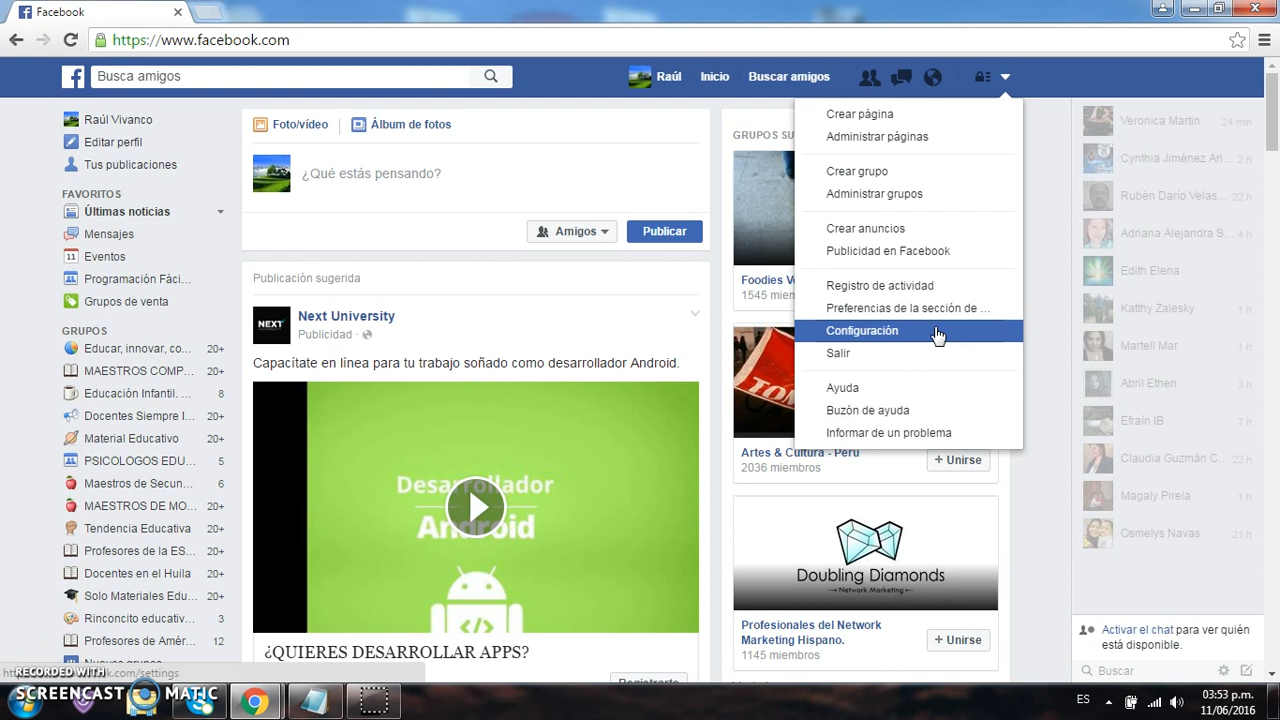 Facebook
https://www.facebook.com
Busca amigos
Raúl
Inicio
Buscar amigos
Raúl Vivanco
Editar perfil
Tus publicaciones
FAVORITOS
Últimas noticias
Mensajes
11 Eventos
Programación Fáci...
Grupos de venta
GRUPOS
Educar, innovar, co... 20+
MAESTROS COMP... 20+
Educación Infantil. ... 8
Docentes Siempre I... 20+
Material Educativo 20+
PSICOLOGOS EDU... 5
Maestros de Secun... 6
MAESTROS DE MO... 20+
Tendencia Educativa 20+
Profesores de la ES... 20+
Docentes en el Huila 20+
Solo Materiales Edu... 20+
Rinconcito educativ... 3
Profesores de Amér... 12
Foto/vídeo
Álbum de fotos
¿Qué estás pensando?
Amigos
Publicar
Publicación sugerida
NEXT
Next University
Publicidad ·
Capacítate en línea para tu trabajo soñado como desarrollador Android.
Desarrollador
Android
¿QUIERES DESARROLLAR APPS?
Registrarte
GRUPOS SU
Foodies Ve
1545 miem
Artes & Cultura - Perú
2036 miembros
+ Unirse
Doubling Diamonds
Network Marketing
Profesionales del Network
Marketing Hispano.
1145 miembros
+ Unirse
Crear página
Administrar páginas
Crear grupo
Administrar grupos
Crear anuncios
Publicidad en Facebook
Registro de actividad
Preferencias de la sección de ...
Configuración
Salir
Ayuda
Buzón de ayuda
Informar de un problema
Veronica Martin 24 min
Cynthia Jiménez Ari... 2 h
Rubén Darío Velas... 22 h
Adriana Alejandra S... 4 h
Edith Elena
Katthy Zalesky 1 h
Martell Mar 2 h
Abril Ethen 3 h
Efraín IB 7 h
Claudia Guzmán C... 22 h
Magaly Pirela 1 h
Osmelys Navas 21 h
Activar el chat para ver quién
está disponible.
Buscar
RECORDED WITH
SCREENCAST MATIC
ES
03:53 p.m.
11/06/2016